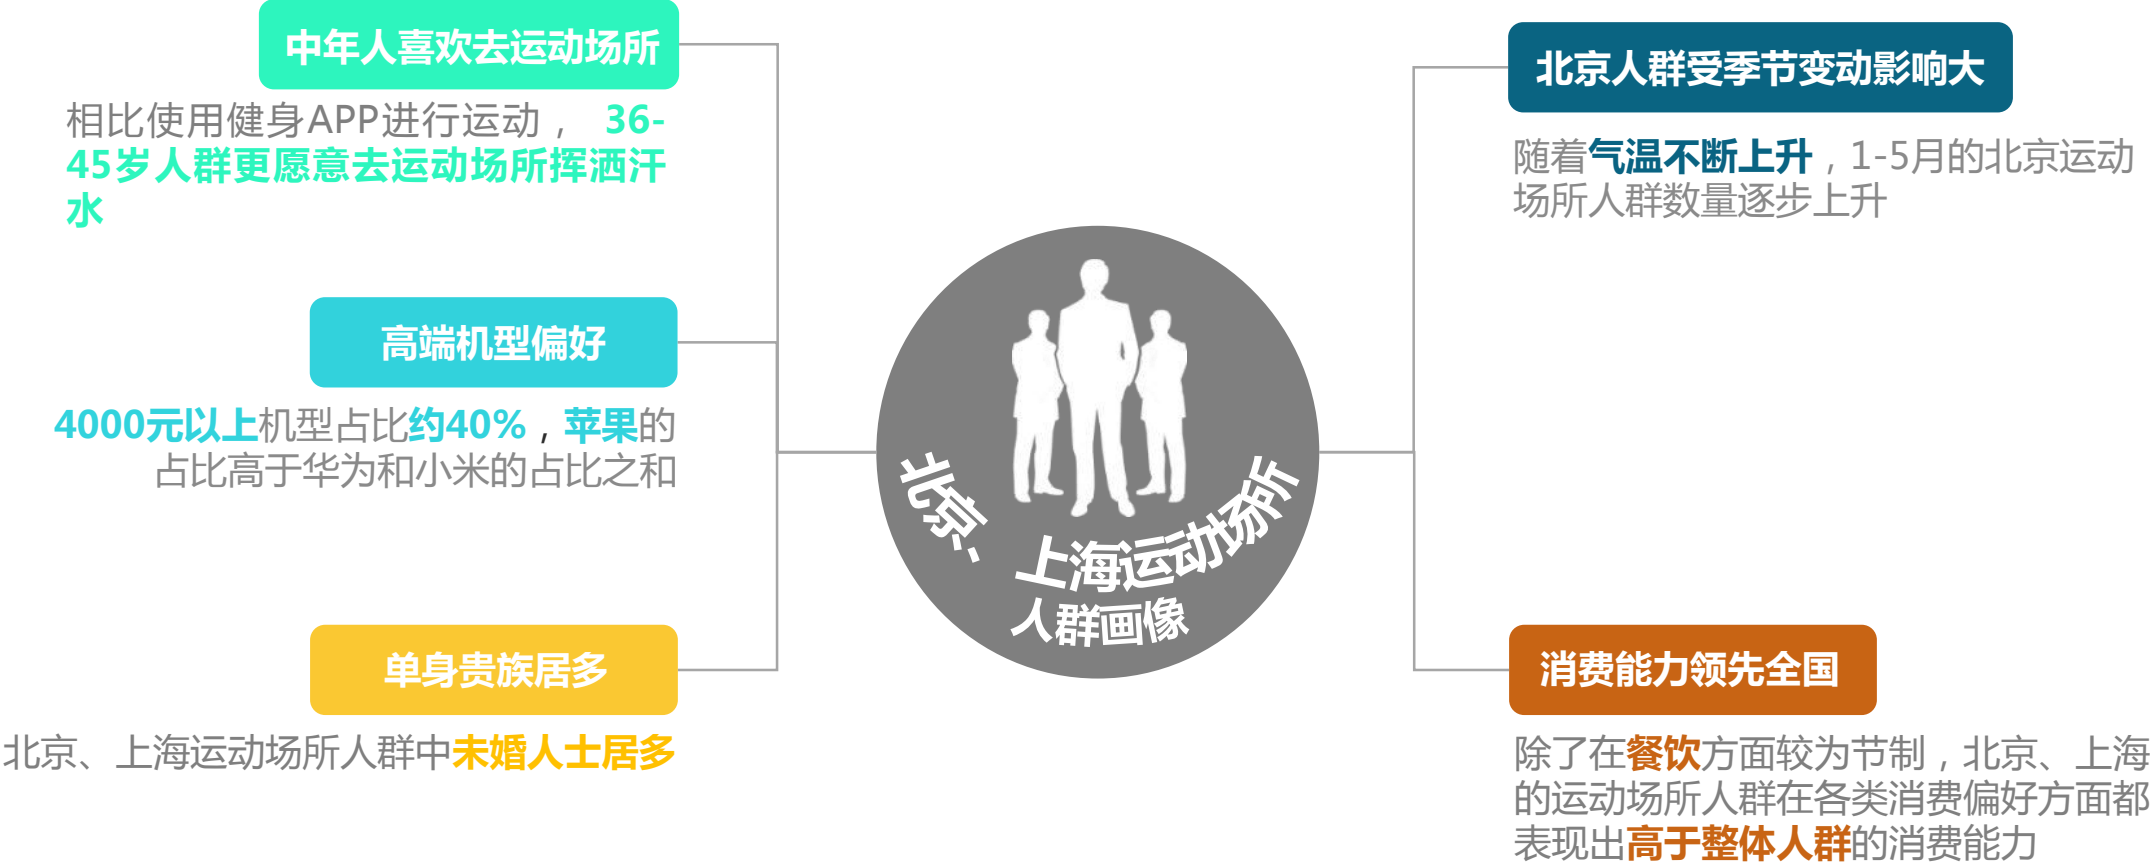 中年人喜欢去运动场所
相比使用健身APP进行运动， 36-
45岁人群更愿意去运动场所挥洒汗
水
高端机型偏好
4000元以上机型占比约40%，苹果的
占比高于华为和小米的占比之和
单身贵族居多
北京、上海运动场所人群中未婚人士居多
北京、上海运动场所
人群画像
北京人群受季节变动影响大
随着气温不断上升，1-5月的北京运动
场所人群数量逐步上升
消费能力领先全国
除了在餐饮方面较为节制，北京、上海
的运动场所人群在各类消费偏好方面都
表现出高于整体人群的消费能力